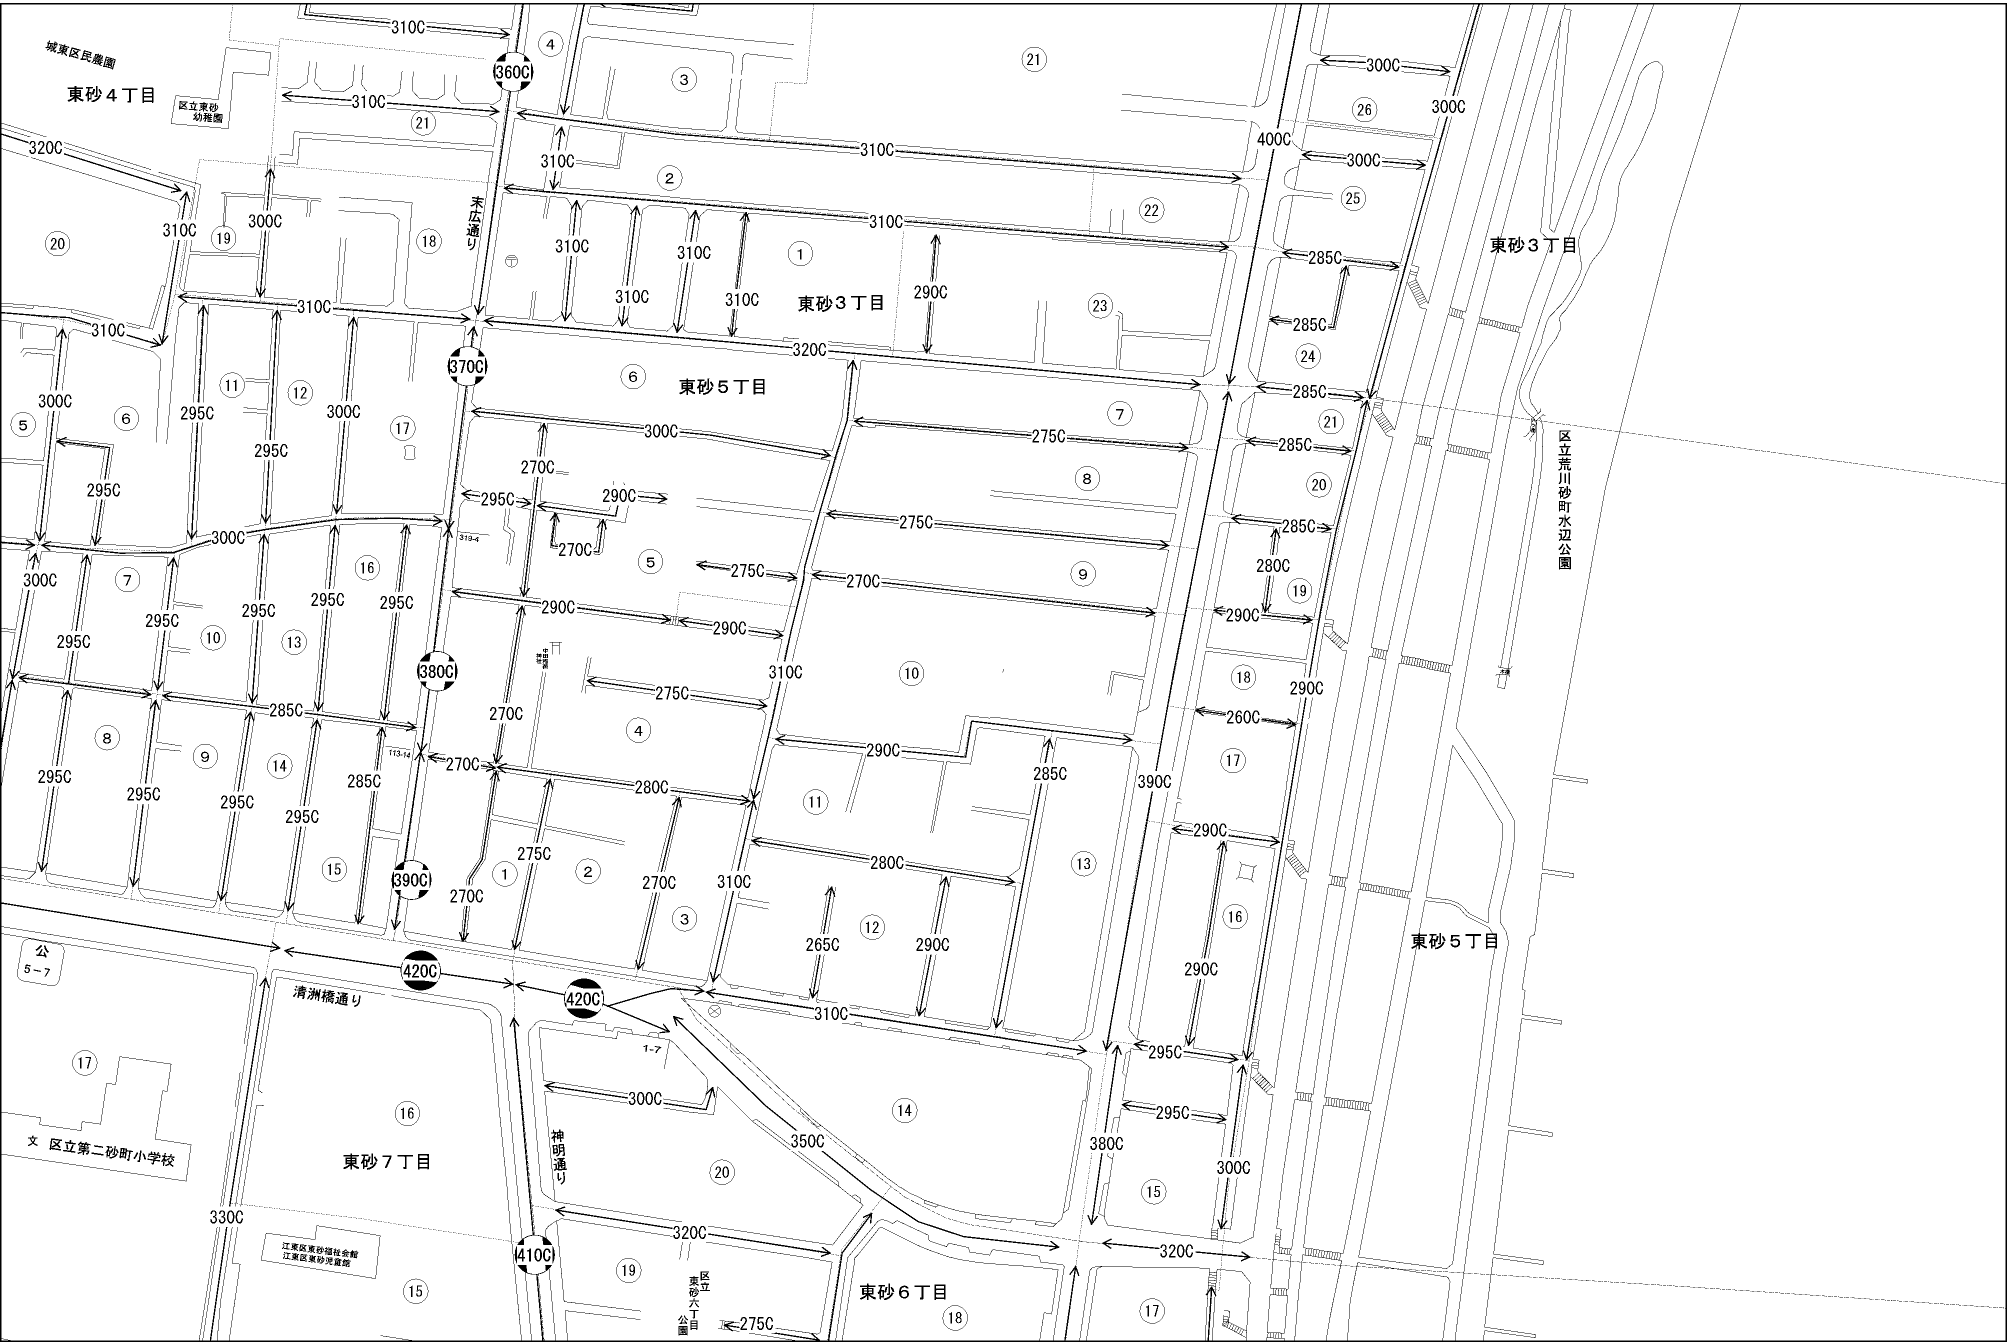 310C
④
360C
③
㉑
300C
城東区民農園
東砂４丁目
区立東砂
幼稚園
310C
㉑
300C
㉖
320C
310C
310C
400C
300C
②
末広通り
⑲
300C
⑱
310C
㉒
㉕
⑳
310C
310C
310C
①
285C
東砂３丁目
310C
310C
東砂３丁目
290C
㉓
310C
310C
285C
320C
370C
⑥
東砂５丁目
㉔
285C
⑪
⑫
300C
295C
300C
⑤
⑥
⑰
300C
⑦
275C
㉑
285C
295C
270C
295C
295C
290C
⑧
⑳
275C
285C
区立荒川砂町水辺公園
300C
319-4
270C
⑤
275C
270C
⑨
280C
⑲
300C
⑦
⑯
295C
295C
295C
295C
295C
290C
290C
290C
⑩
⑬
380C
310C
⑩
⑱
290C
285C
275C
270C
260C
⑧
⑨
⑭
④
113-14
270C
290C
285C
⑰
390C
295C
295C
295C
295C
285C
280C
⑪
290C
275C
280C
⑬
⑮
390C
①
②
270C
270C
310C
③
⑫
265C
290C
⑯
290C
東砂５丁目
公
5-7
420C
清洲橋通り
420C
310C
295C
1-7
⑰
⑯
300C
⑭
295C
文 区立第二砂町小学校
東砂７丁目
神明通り
350C
380C
300C
⑳
⑮
330C
320C
320C
江東区東砂福祉会館
江東区東砂児童館
410C
⑲
⑮
区立
東砂六丁目
公園
275C
東砂６丁目
⑱
⑰